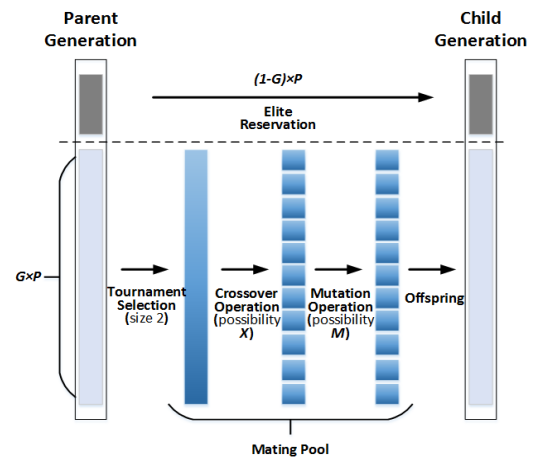 Parent
Generation
Child
Generation
(1-G)×P
Elite
Reservation
G×P
Tournament
Selection
(size 2)
Crossover
Operation
(possibility
X)
Mutation
Operation
(possibility
M)
Offspring
Mating Pool